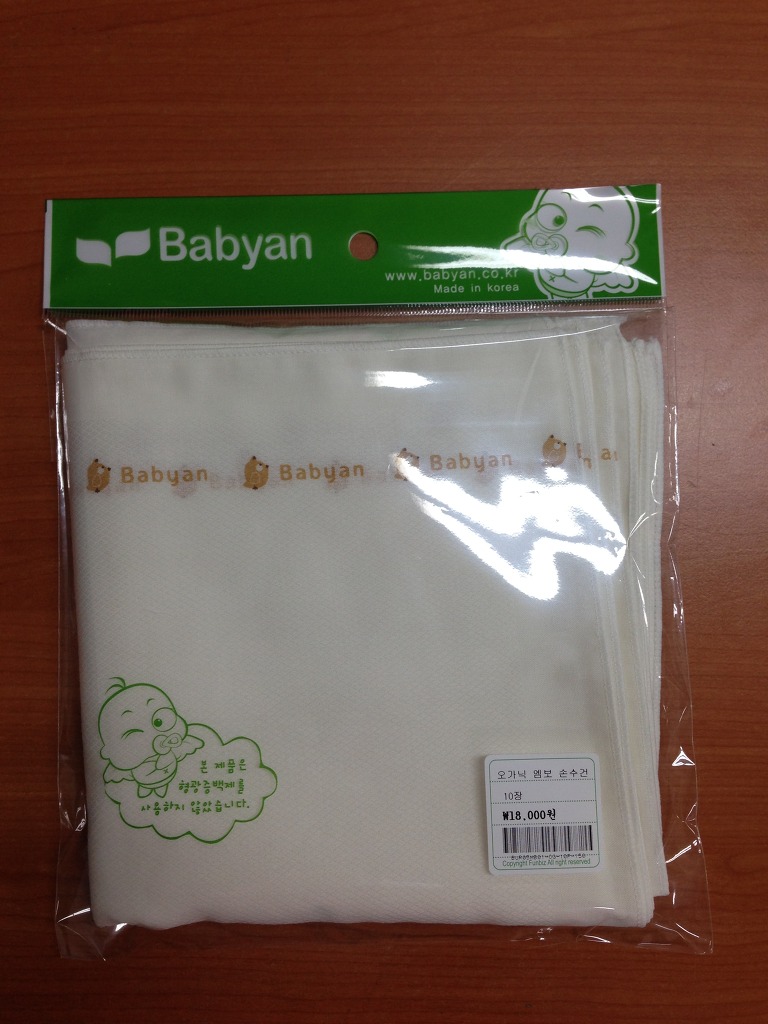 Babyan
www.babyan.co.kr
Made in korea
Babyan Babyan Babyan
본 제품은
형광증백제를
사용하지 않았습니다.
오가닉 엠보 손수건
10장
₩18,000원
Copyright Funbiz All right reserved